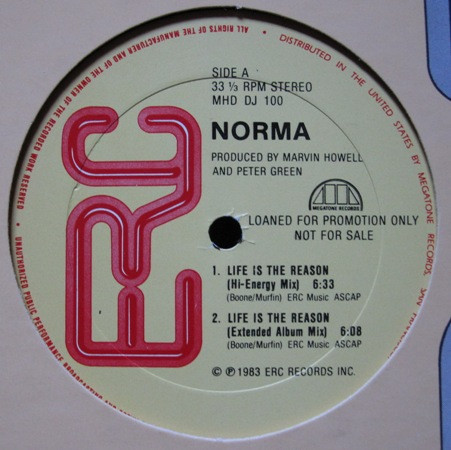 ALL RIGHTS OF THE MANUFACTURER AND OF THE OWNER OF THE RECORDED WORK RESERVED
DISTRIBUTED IN THE UNITED STATES BY MEGATONE RECORDS, SAN
UNAUTHORIZED PUBLIC PERFORMANCE BROADCASTING AND
ERC
SIDE A
33 ⅓ RPM STEREO
MHD DJ 100
NORMA
PRODUCED BY MARVIN HOWELL
AND PETER GREEN
MEGATONE RECORDS
LOANED FOR PROMOTION ONLY
NOT FOR SALE
1. LIFE IS THE REASON
(Hi-Energy Mix) 6:33
(Boone/Murfin) ERC Music ASCAP
2. LIFE IS THE REASON
(Extended Album Mix) 6:08
(Boone/Murfin) ERC Music ASCAP
© ℗ 1983 ERC RECORDS INC.